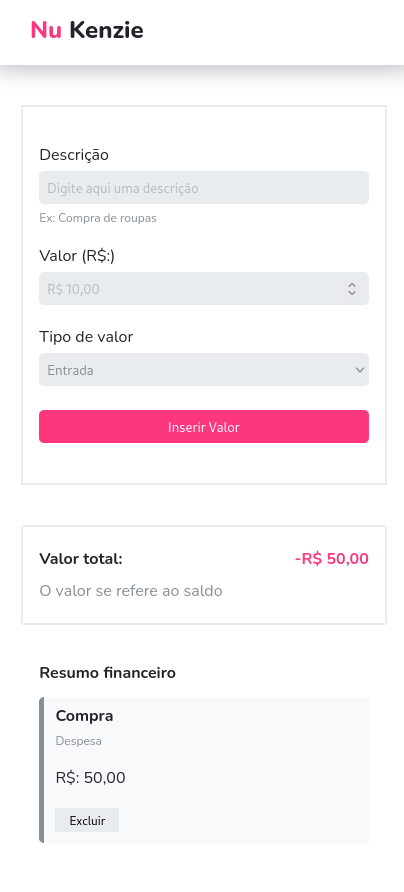 Nu Kenzie
Descrição
Digite aqui uma descrição
Ex: Compra de roupas
Valor (R$:)
R$ 10,00
Tipo de valor
Entrada
Inserir Valor
Valor total: -R$ 50,00
O valor se refere ao saldo
Resumo financeiro
Compra
Despesa
R$: 50,00
Excluir